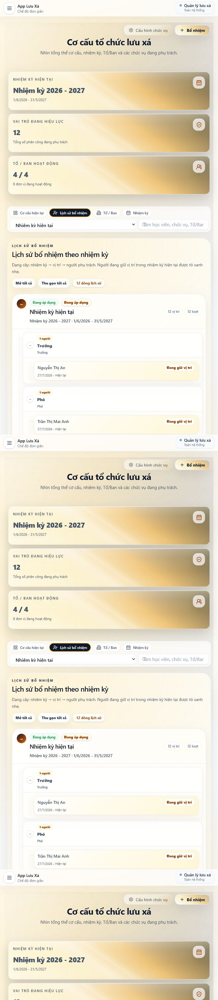 App Lưu Xá
Chế độ đơn giản
Quản lý lưu xá
Toàn hệ thống
Cấu hình chức vụ
Bổ nhiệm
Cơ cấu tổ chức lưu xá
Nhìn tổng thể cơ cấu, nhiệm kỳ, Tổ/Ban và các chức vụ đang phụ trách.
NHIỆM KỲ HIỆN TẠI
Nhiệm kỳ 2026 - 2027
1/6/2026 - 31/5/2027
VAI TRÒ ĐANG HIỆU LỰC
12
Tổng số phân công đang phụ trách
TỔ / BAN HOẠT ĐỘNG
4 / 4
8 đơn vị đang hoạt động
Cơ cấu hiện tại
Lịch sử bổ nhiệm
Tổ / Ban
Nhiệm kỳ
Nhiệm kỳ hiện tại
học viên, chức vụ, Tổ/Ban
LỊCH SỬ BỔ NHIỆM
Lịch sử bổ nhiệm theo nhiệm kỳ
Dạng cây: nhiệm kỳ → vị trí → người phụ trách. Người đang giữ vị trí trong nhiệm kỳ hiện tại được tô xanh
nhẹ.
Mở tất cả
Thu gọn tất cả
12 dòng lịch sử
Đang áp dụng
Đang áp dụng
Nhiệm kỳ hiện tại
12 vị trí
12 lượt
Nhiệm kỳ 2026 - 2027 · 1/6/2026 - 31/5/2027
1 người
Trưởng
Trưởng
Nguyễn Thị An
Đang giữ vị trí
27/7/2026 - Hiện tại
1 người
Phó
Phó
Trần Thị Mai Anh
Đang giữ vị trí
27/7/2026 - Hiện tại
App Lưu Xá
Chế độ đơn giản
Quản lý lưu xá
Toàn hệ thống
Cấu hình chức vụ
Bổ nhiệm
Cơ cấu tổ chức lưu xá
Nhìn tổng thể cơ cấu, nhiệm kỳ, Tổ/Ban và các chức vụ đang phụ trách.
NHIỆM KỲ HIỆN TẠI
Nhiệm kỳ 2026 - 2027
1/6/2026 - 31/5/2027
VAI TRÒ ĐANG HIỆU LỰC
12
Tổng số phân công đang phụ trách
TỔ / BAN HOẠT ĐỘNG
4 / 4
8 đơn vị đang hoạt động
Cơ cấu hiện tại
Lịch sử bổ nhiệm
Tổ / Ban
Nhiệm kỳ
Nhiệm kỳ hiện tại
học viên, chức vụ, Tổ/Ban
LỊCH SỬ BỔ NHIỆM
Lịch sử bổ nhiệm theo nhiệm kỳ
Dạng cây: nhiệm kỳ → vị trí → người phụ trách. Người đang giữ vị trí trong nhiệm kỳ hiện tại được tô xanh
nhẹ.
Mở tất cả
Thu gọn tất cả
12 dòng lịch sử
Đang áp dụng
Đang áp dụng
Nhiệm kỳ hiện tại
12 vị trí
12 lượt
Nhiệm kỳ 2026 - 2027 · 1/6/2026 - 31/5/2027
1 người
Trưởng
Trưởng
Nguyễn Thị An
Đang giữ vị trí
27/7/2026 - Hiện tại
1 người
Phó
Phó
Trần Thị Mai Anh
Đang giữ vị trí
27/7/2026 - Hiện tại
App Lưu Xá
Chế độ đơn giản
Quản lý lưu xá
Toàn hệ thống
Cấu hình chức vụ
Bổ nhiệm
Cơ cấu tổ chức lưu xá
Nhìn tổng thể cơ cấu, nhiệm kỳ, Tổ/Ban và các chức vụ đang phụ trách.
NHIỆM KỲ HIỆN TẠI
Nhiệm kỳ 2026 - 2027
1/6/2026 - 31/5/2027
VAI TRÒ ĐANG HIỆU LỰC